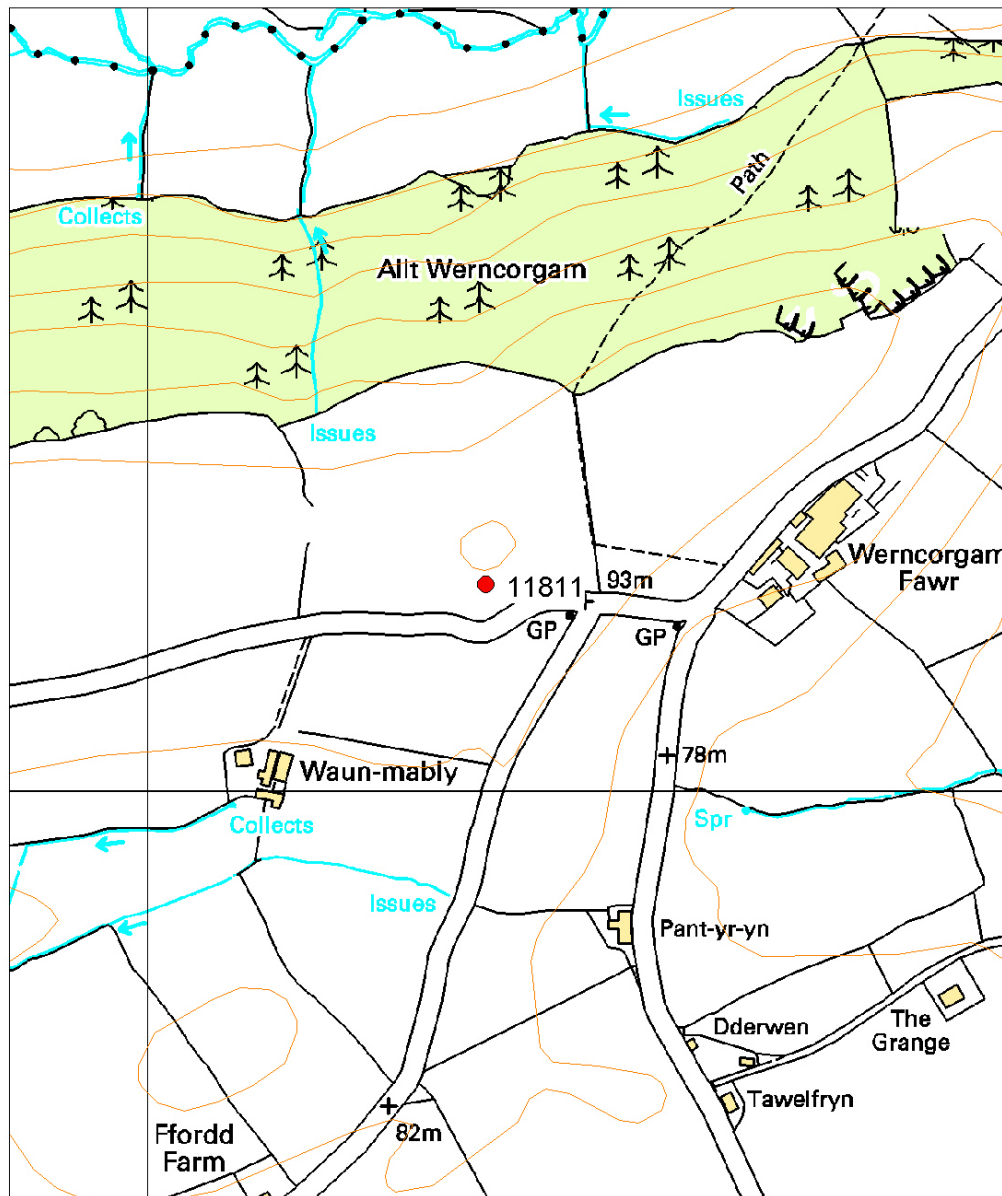 Issues
Path
Collects
Allt Werncorgam
Issues
Werncorgam
Fawr
11811
93m
GP
GP
78m
Waun-mably
Collects
Spr
Issues
Pant-yr-yn
Dderwen
The
Grange
Tawelfryn
82m
Ffordd
Farm